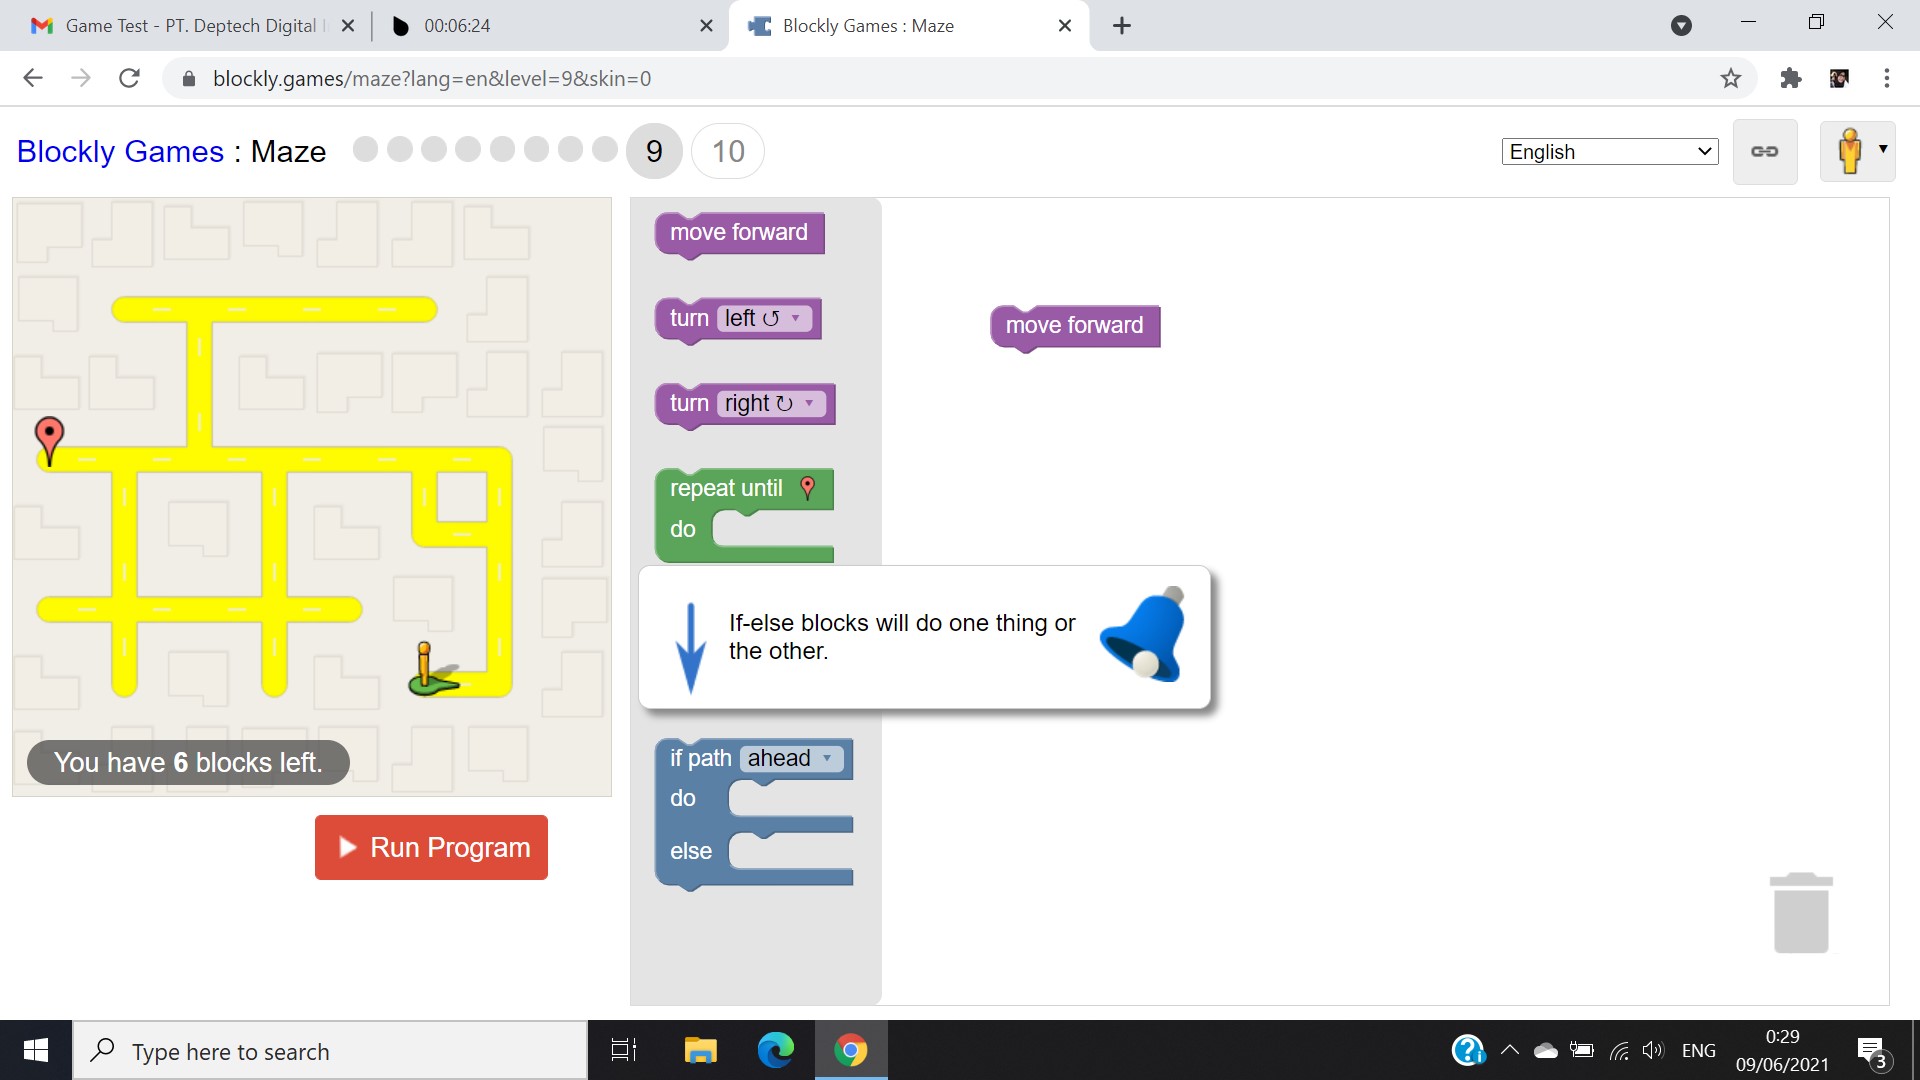 Game Test - PT. Deptech Digital
00:06:24
Blockly Games : Maze
blockly.games/maze?lang=en&level=9&skin=0
Blockly Games : Maze
9
10
English
move forward
turn left ↺
turn right ↻
repeat until
do
move forward
If-else blocks will do one thing or
the other.
if path ahead
do
else
You have 6 blocks left.
Run Program
Type here to search
ENG
0:29
09/06/2021
3